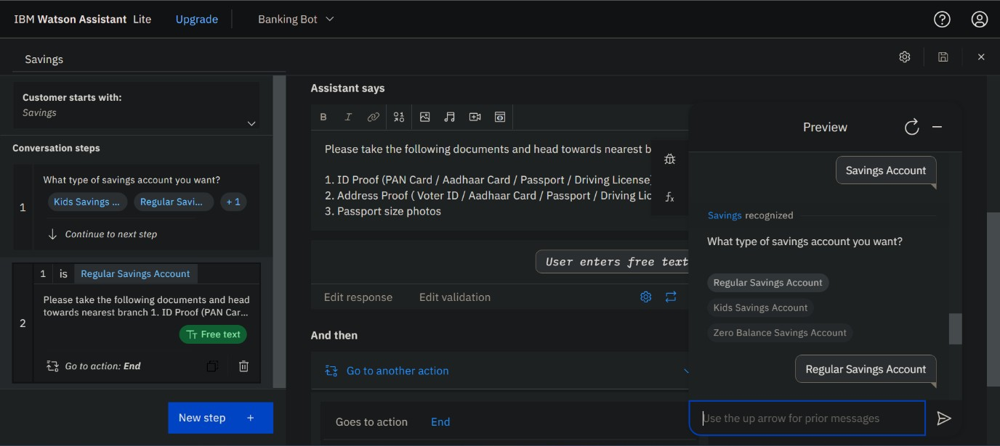 IBM Watson Assistant Lite Upgrade Banking Bot
Savings
Customer starts with:
Savings
Conversation steps
1
What type of savings account you want?
Kids Savings ... Regular Savi... + 1
Continue to next step
2
1 is Regular Savings Account
Please take the following documents and head
towards nearest branch 1. ID Proof (PAN Car...
Free text
Go to action: End
New step +
Assistant says
B I
Please take the following documents and head towards nearest b
1. ID Proof (PAN Card / Aadhaar Card / Passport / Driving License)
2. Address Proof ( Voter ID / Aadhaar Card / Passport / Driving Lic
3. Passport size photos
User enters free text
Edit response Edit validation
And then
Go to another action
Goes to action End
fx
Preview
Savings Account
Savings recognized
What type of savings account you want?
Regular Savings Account
Kids Savings Account
Zero Balance Savings Account
Regular Savings Account
Use the up arrow for prior messages